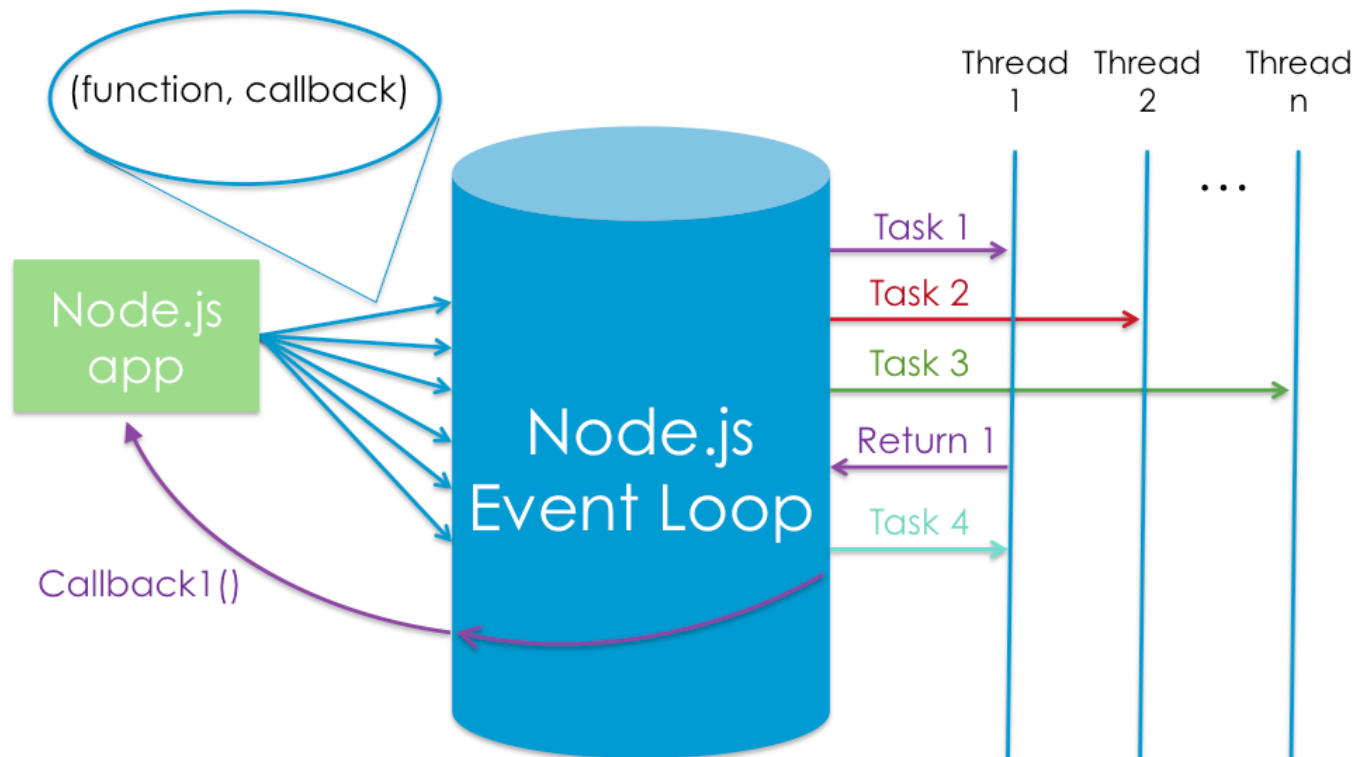 (function, callback)
Thread
1
Thread
2
Thread
n
...
Node.js
app
Node.js
Event Loop
Task 1
Task 2
Task 3
Return 1
Task 4
Callback1()